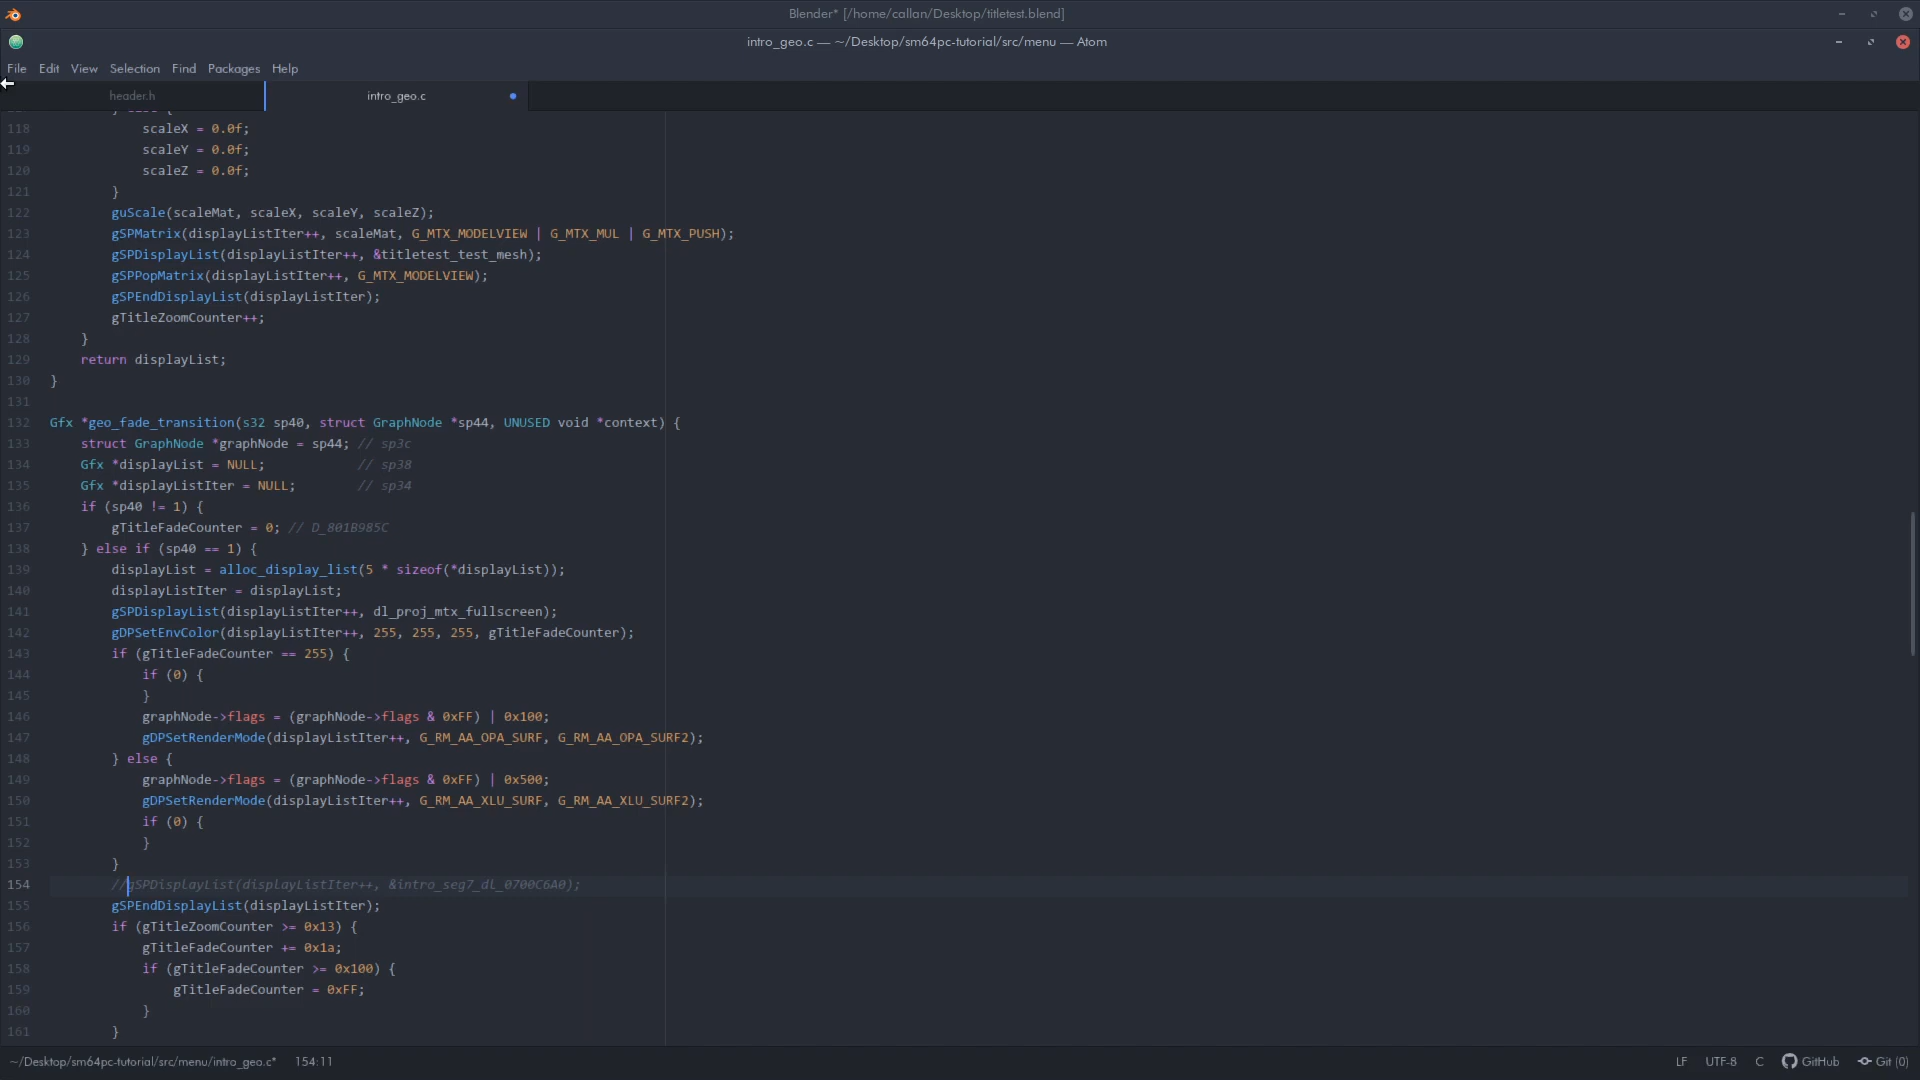 Blender* [/home/callan/Desktop/titletest.blend]
intro_geo.c — ~/Desktop/sm64pc-tutorial/src/menu — Atom
File Edit View Selection Find Packages Help
header.h intro_geo.c
118 scaleX = 0.0f;
119 scaleY = 0.0f;
120 scaleZ = 0.0f;
121 }
122 guScale(scaleMat, scaleX, scaleY, scaleZ);
123 gSPMatrix(displayListIter++, scaleMat, G_MTX_MODELVIEW | G_MTX_MUL | G_MTX_PUSH);
124 gSPDisplayList(displayListIter++, &titletest_test_mesh);
125 gSPPopMatrix(displayListIter++, G_MTX_MODELVIEW);
126 gSPEndDisplayList(displayListIter);
127 gTitleZoomCounter++;
128 }
129 return displayList;
130 }
131
132 Gfx *geo_fade_transition(s32 sp40, struct GraphNode *sp44, UNUSED void *context) {
133 struct GraphNode *graphNode = sp44; // sp3c
134 Gfx *displayList = NULL; // sp38
135 Gfx *displayListIter = NULL; // sp34
136 if (sp40 != 1) {
137 gTitleFadeCounter = 0; // D_801B985C
138 } else if (sp40 == 1) {
139 displayList = alloc_display_list(5 * sizeof(*displayList));
140 displayListIter = displayList;
141 gSPDisplayList(displayListIter++, dl_proj_mtx_fullscreen);
142 gDPSetEnvColor(displayListIter++, 255, 255, 255, gTitleFadeCounter);
143 if (gTitleFadeCounter == 255) {
144 if (0) {
145 }
146 graphNode->flags = (graphNode->flags & 0xFF) | 0x100;
147 gDPSetRenderMode(displayListIter++, G_RM_AA_OPA_SURF, G_RM_AA_OPA_SURF2);
148 } else {
149 graphNode->flags = (graphNode->flags & 0xFF) | 0x500;
150 gDPSetRenderMode(displayListIter++, G_RM_AA_XLU_SURF, G_RM_AA_XLU_SURF2);
151 if (0) {
152 }
153 }
154 //gSPDisplayList(displayListIter++, &intro_seg7_dl_0700C6A0);
155 gSPEndDisplayList(displayListIter);
156 if (gTitleZoomCounter >= 0x13) {
157 gTitleFadeCounter += 0x1a;
158 if (gTitleFadeCounter >= 0x100) {
159 gTitleFadeCounter = 0xFF;
160 }
161 }
~/Desktop/sm64pc-tutorial/src/menu/intro_geo.c* 154:11 LF UTF-8 C GitHub Git (0)